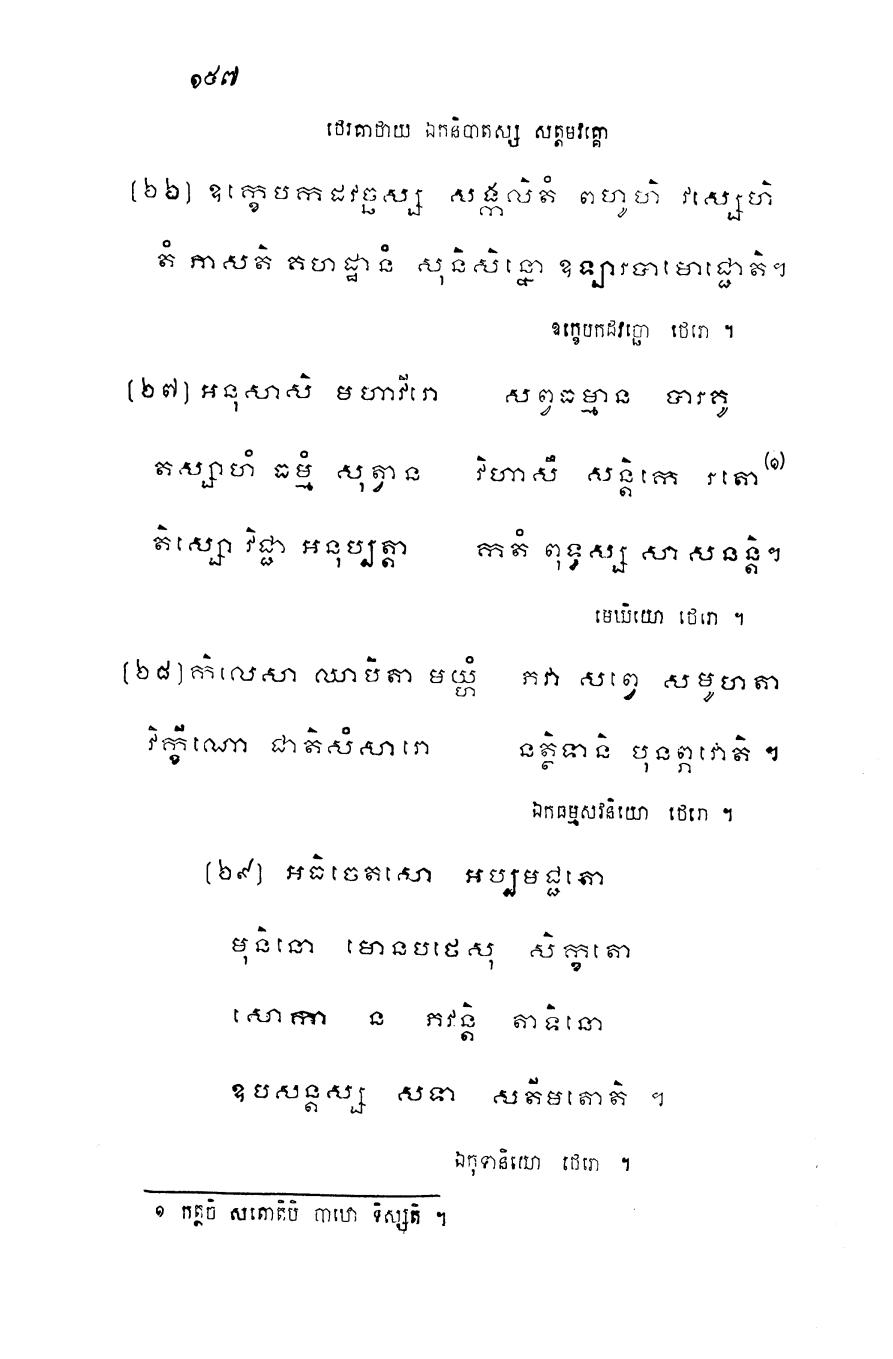 ១៥៧
ថេរគាថាយ ឯកនិបាតស្ស សត្តមវគ្គោ
(៦៦) ឧក្ខេបកដវច្ឆស្ស សង្កលិតំ ពហូហិ វស្សេហិ
តំ ភាសតិ គហដ្ឋានំ សុនិសិន្នោ ឧឡារបាមោជ្ជោតិ។
ឧក្ខេបកដវច្ឆោ ថេរោ ។
(៦៧) អនុសាសិ មហាវីរោ សព្វធម្មាន បារគូ
តស្សាហំ ធម្មំ សុត្វាន វិហាសឹ សន្តិកេ រតោ(១)
តិស្សោ វិជ្ជា អនុប្បត្តា កតំ ពុទ្ធស្ស សាសនន្តិ។
មេឃិយោ ថេរោ ។
(៦៨) កិលេសា ឈាបិតា មយ្ហំ ភវា សព្វេ សមូហតា
វិក្ខីណោ ជាតិសំសារោ នត្ថិទានិ បុនព្ភវោតិ ។
ឯកធម្មសវនិយោ ថេរោ ។
(៦៩) អធិចេតសោ អប្បមជ្ជតោ
មុនិនោ មោនបថេសុ សិក្ខតោ
សោកា ន ភវន្តិ តាទិនោ
ឧបសន្តស្ស សទា សតីមតោតិ ។
ឯកុទានិយោ ថេរោ ។
១ កត្ថចិ សតោតិបិ បាឋោ ទិស្សតិ ។